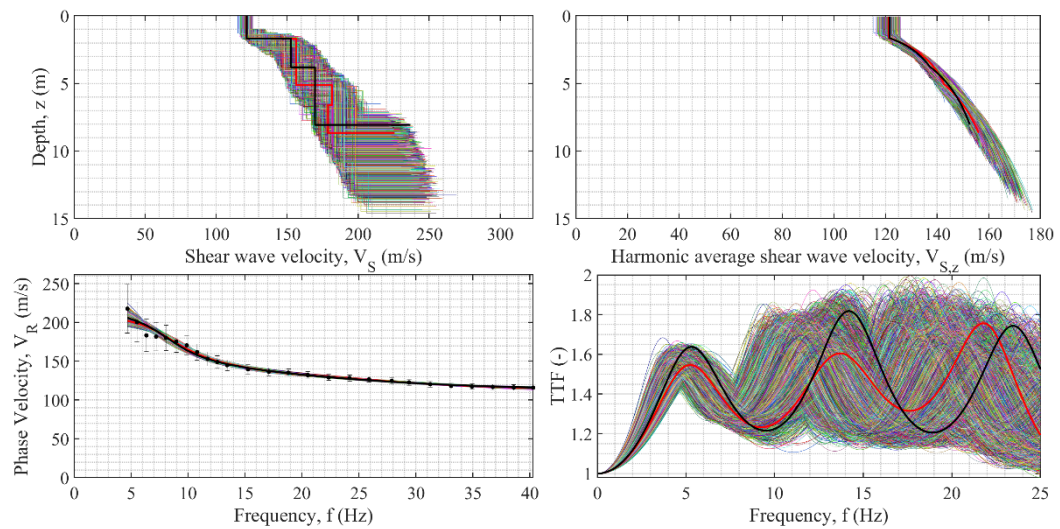 0
5
10
15
Depth, z (m)
0 50 100 150 200 250 300
Shear wave velocity, V_S (m/s)
0
5
10
15
0 20 40 60 80 100 120 140 160 180
Harmonic average shear wave velocity, V_S,z (m/s)
250
200
150
100
50
0
Phase Velocity, V_R (m/s)
0 5 10 15 20 25 30 35 40
Frequency, f (Hz)
2
1.8
1.6
1.4
1.2
1
TTF (-)
0 5 10 15 20 25
Frequency, f (Hz)